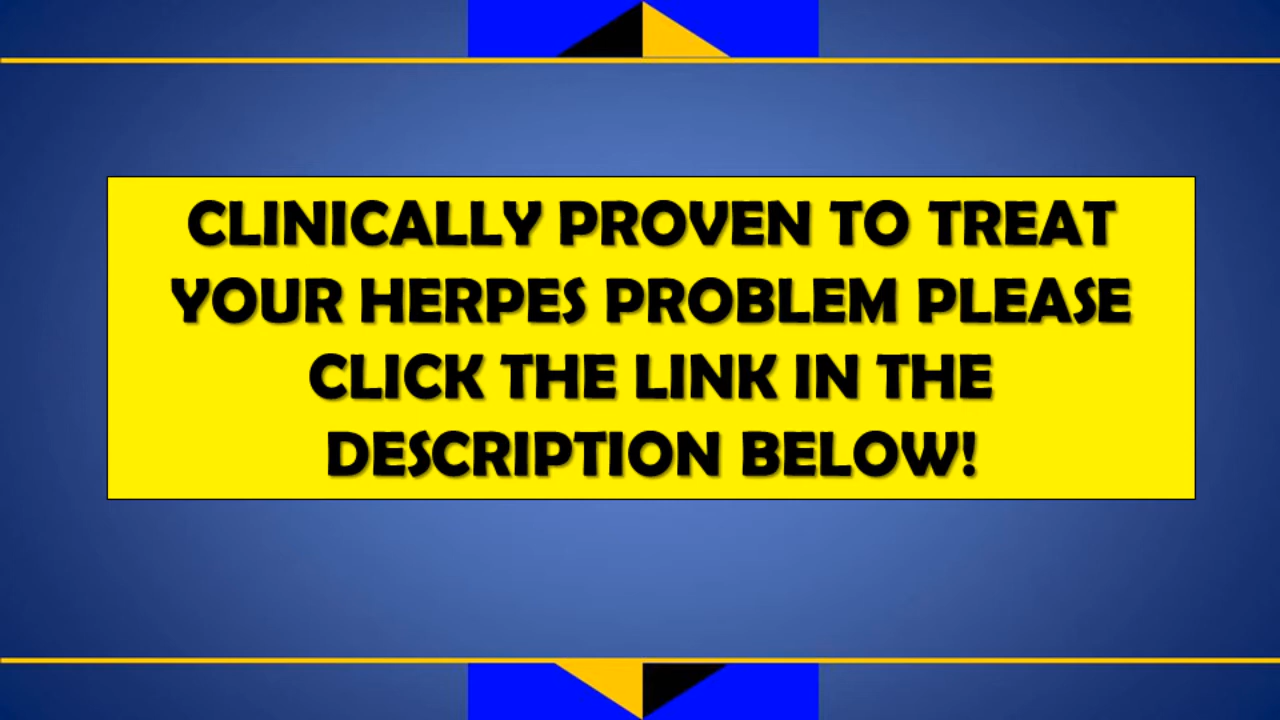 CLINICALLY PROVEN TO TREAT
YOUR HERPES PROBLEM PLEASE
CLICK THE LINK IN THE
DESCRIPTION BELOW!